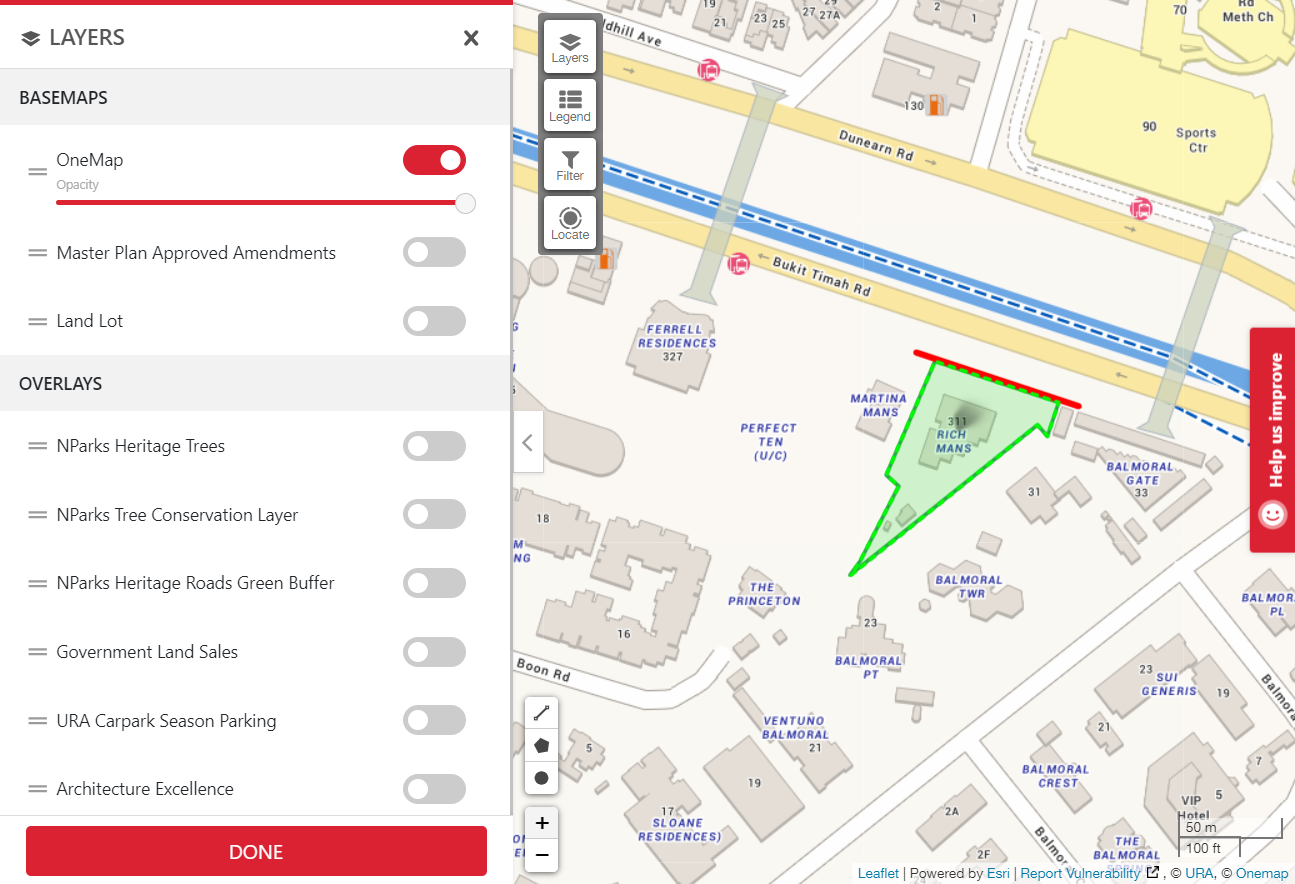 LAYERS
BASEMAPS
OneMap
Opacity
Master Plan Approved Amendments
Land Lot
OVERLAYS
NParks Heritage Trees
NParks Tree Conservation Layer
NParks Heritage Roads Green Buffer
Government Land Sales
URA Carpark Season Parking
Architecture Excellence
DONE
Layers
Legend
Filter
Locate
19
21
23
25
27
27A
29
2
1
70
Rd
Meth Ch
ldhill Ave
130
90
Sports
Ctr
Dunearn Rd
Bukit Timah Rd
FERRELL
RESIDENCES
327
MARTINA
MANS
PERFECT
TEN
(U/C)
311
RICH
MANS
31
BALMORAL
GATE
33
18
16
THE
PRINCETON
BALMORAL
TWR
23
BALMORAL
PT
BALMOR
PL
Boon Rd
VENTUNO
BALMORAL
21
5
19
17
SLOANE
RESIDENCES)
23
SUI
GENERIS
19
Balmora
21
7
BALMORAL
CREST
VIP
Hotel
5
2A
2F
Balmora
THE
BALMORAL
50 m
100 ft
+
−
Help us improve
Leaflet | Powered by Esri | Report Vulnerability , © URA, © Onemap